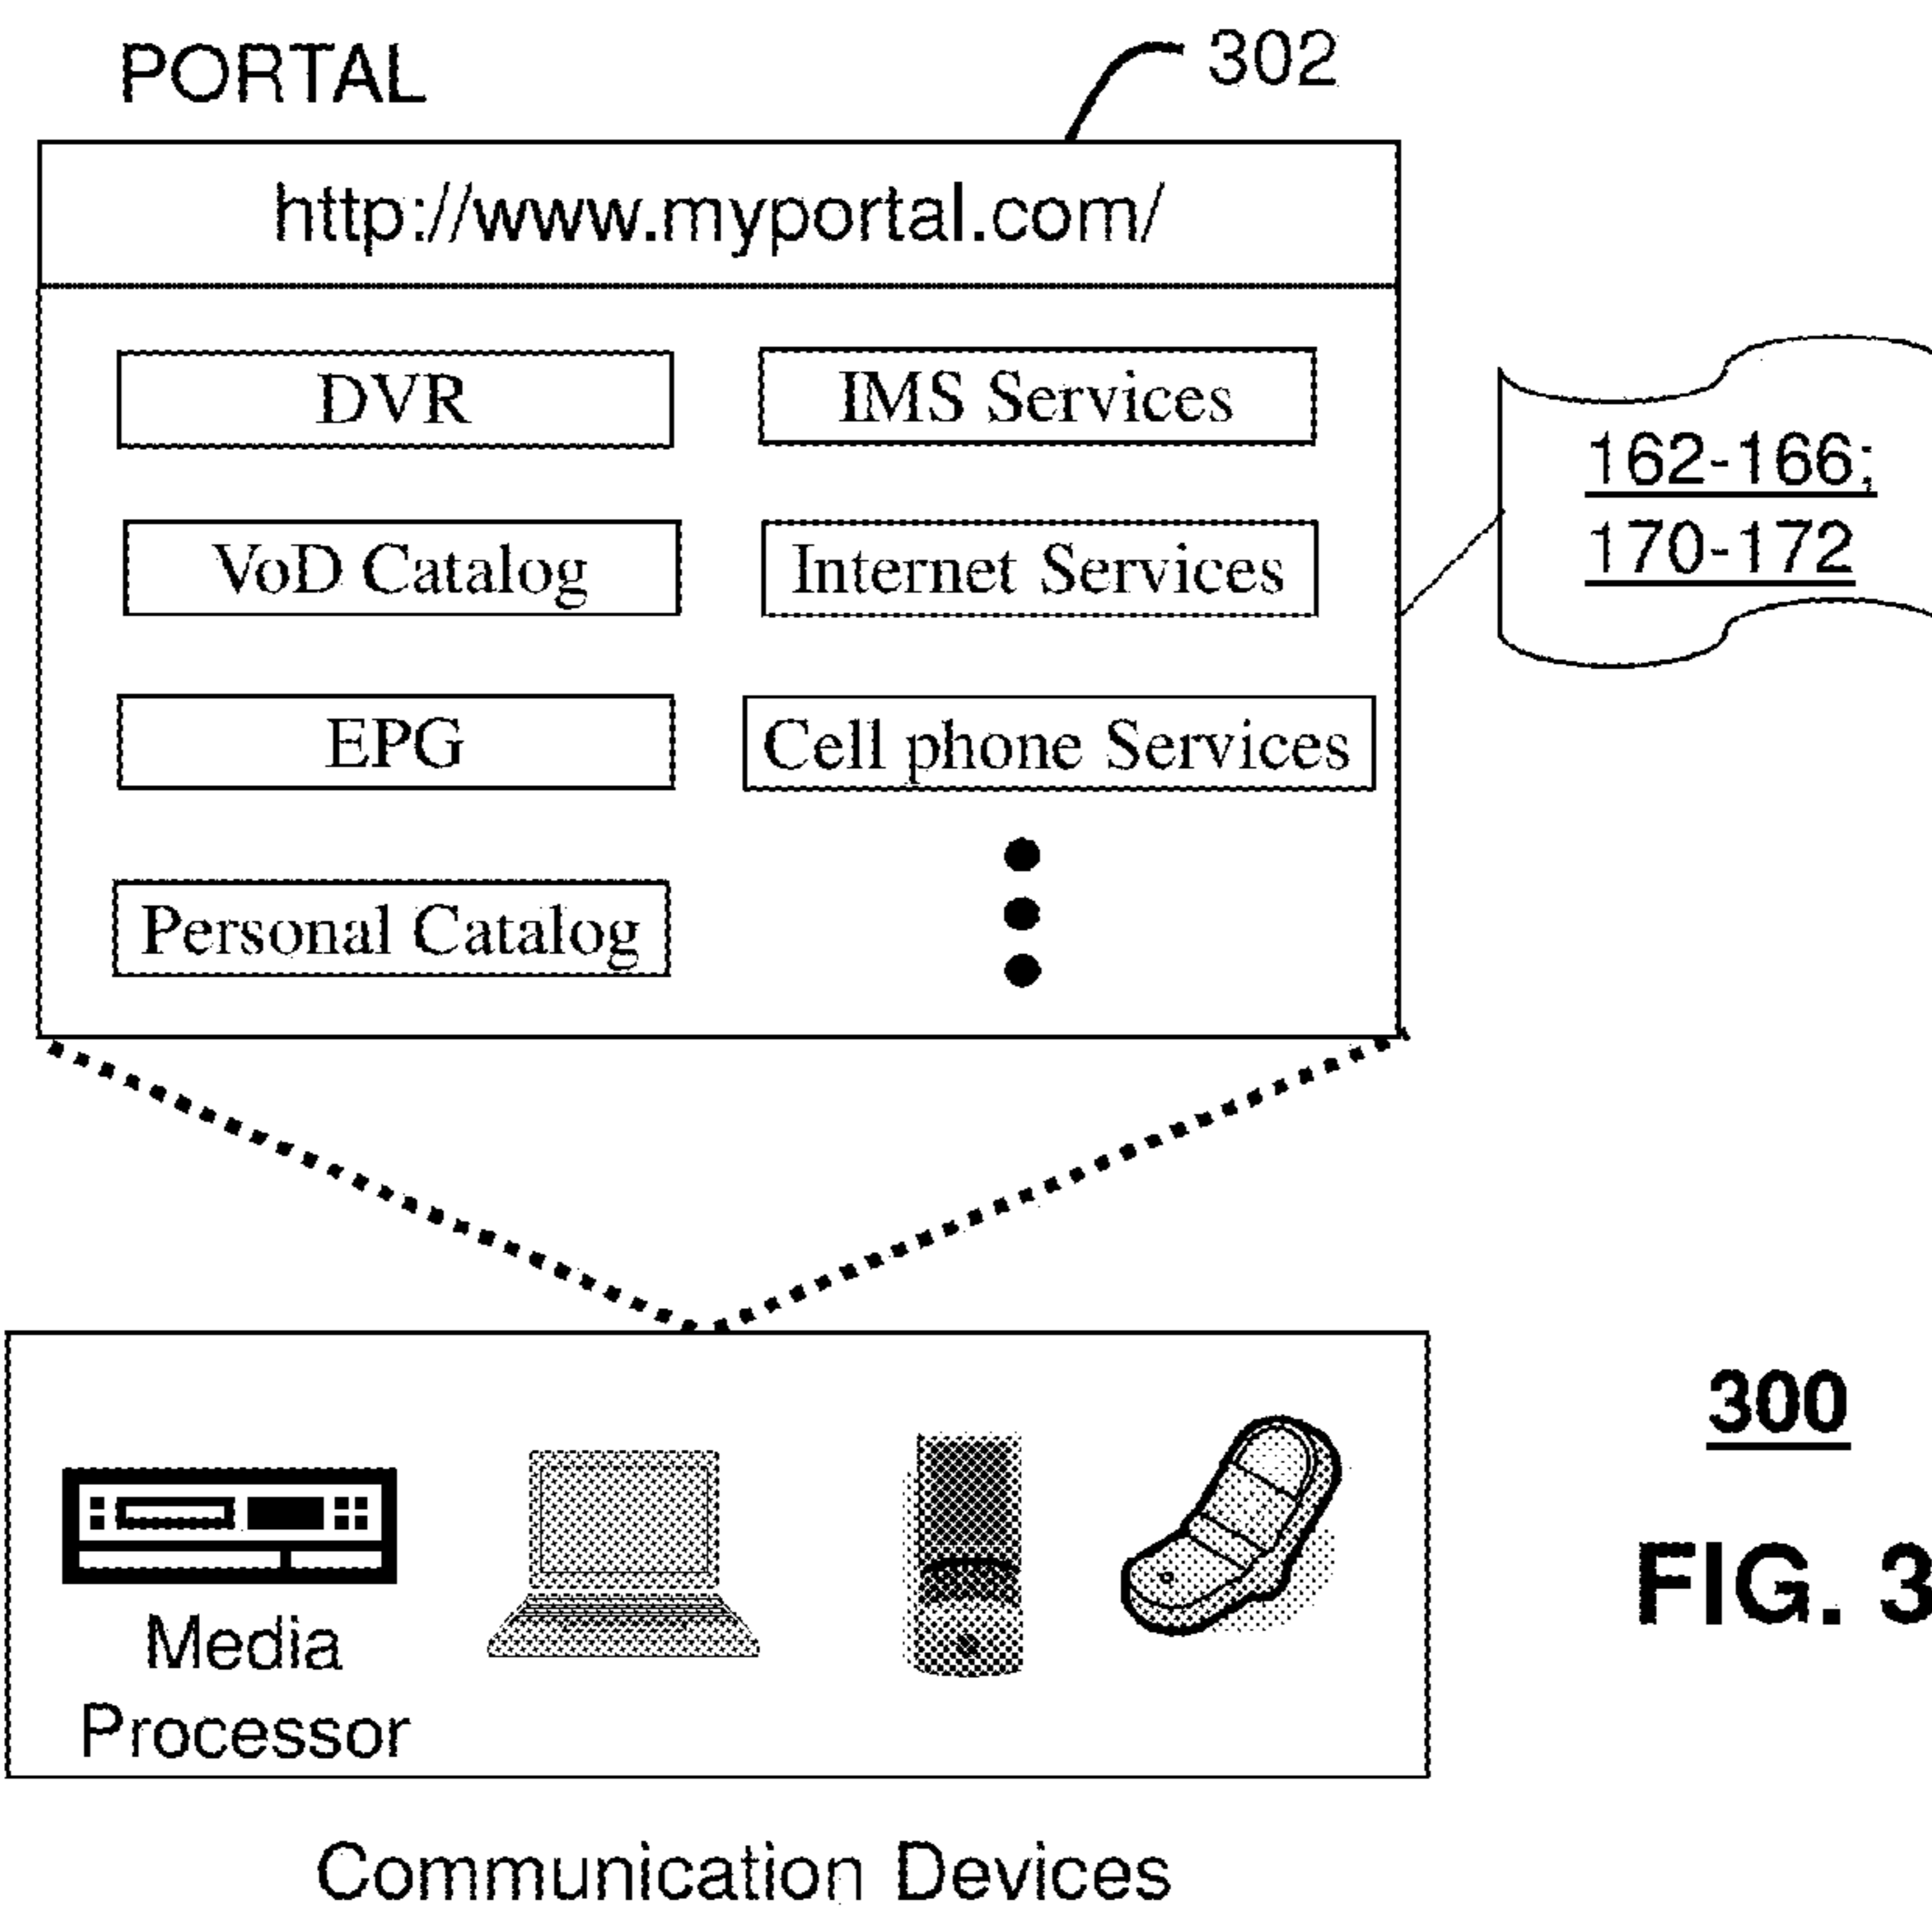 PORTAL
302
http://www.myportal.com/
DVR
IMS Services
162-166;
170-172
VoD Catalog
Internet Services
EPG
Cell phone Services
Personal Catalog
300
FIG. 3
Media
Processor
Communication Devices